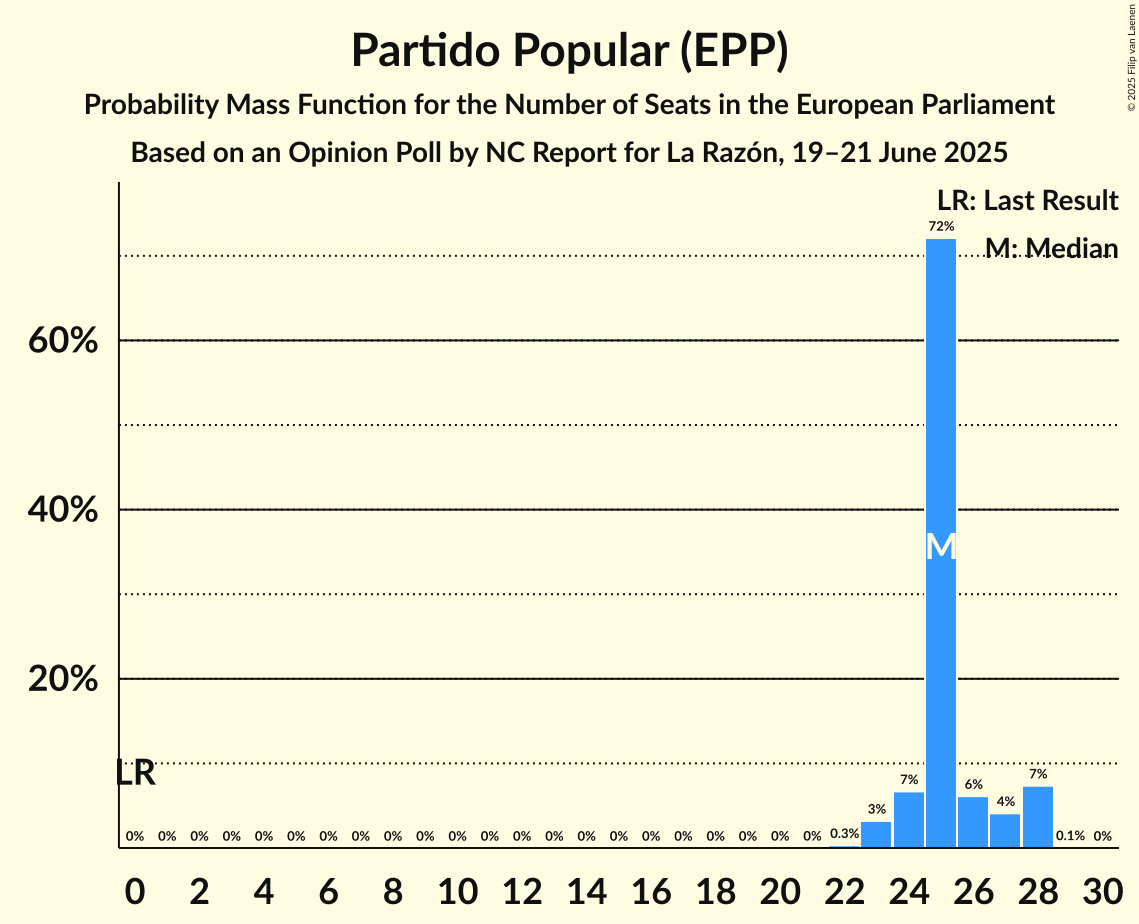 Partido Popular (EPP)
Probability Mass Function for the Number of Seats in the European Parliament
Based on an Opinion Poll by NC Report for La Razón, 19–21 June 2025
© 2025 Filip van Laenen
LR: Last Result
M: Median
60%
40%
20%
LR
M
0% 0% 0% 0% 0% 0% 0% 0% 0% 0% 0% 0% 0% 0% 0% 0% 0% 0% 0% 0% 0% 0% 0.3% 3% 7% 72% 6% 4% 7% 0.1% 0%
0 2 4 6 8 10 12 14 16 18 20 22 24 26 28 30